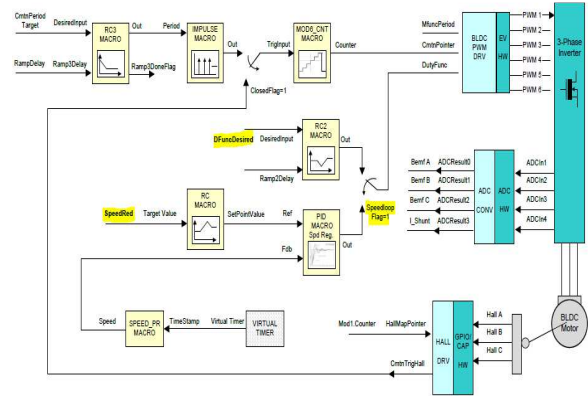 CmtnPeriod
Target
DesiredInput
RC3
MACRO
Out
Period
IMPULSE
MACRO
Out
TrigInput
MOD6_CNT
MACRO
Counter
RampDelay
Ramp3Delay
Ramp3DoneFlag
ClosedFlag=1
MfuncPeriod
CmtnPointer
DutyFunc
BLDC
PWM
DRV
EV
HW
PWM 1
PWM 2
PWM 3
PWM 4
PWM 5
PWM 6
3-Phase
Inverter
DFuncDesired
DesiredInput
RC2
MACRO
Out
Ramp2Delay
Speedloop
Flag=1
SpeedRed
Target Value
RC
MACRO
SetPointValue
Ref
PID
MACRO
Spd Reg.
Out
Fdb
Bemf A
ADCResult0
Bemf B
ADCResult1
Bemf C
ADCResult2
I_Shunt
ADCResult3
ADC
CONV
ADC
HW
ADCIn1
ADCIn2
ADCIn3
ADCIn4
Speed
SPEED_PR
MACRO
TimeStamp
Virtual Timer
VIRTUAL
TIMER
Mod1.Counter
HallMapPointer
CmtnTrigHall
HALL
DRV
GPIO/
CAP
HW
Hall A
Hall B
Hall C
BLDC
Motor